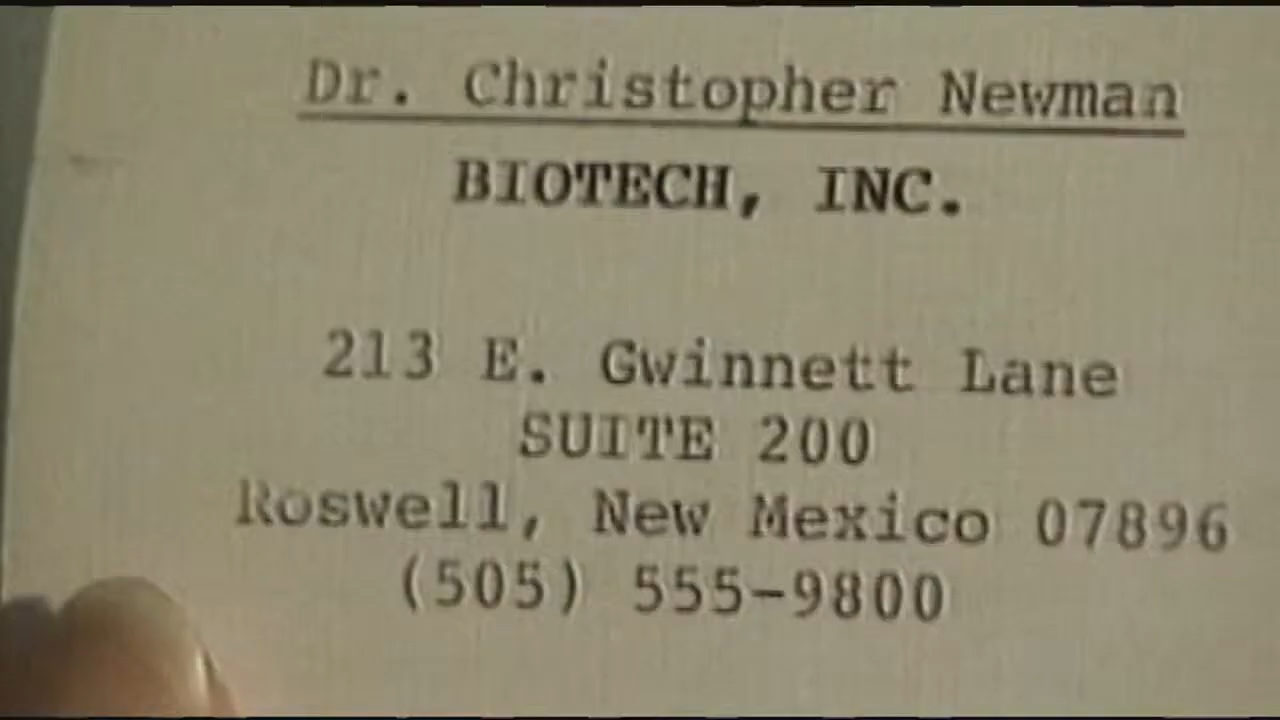 Dr. Christopher Newman
BIOTECH, INC.
213 E. Gwinnett Lane
SUITE 200
Roswell, New Mexico 07896
(505) 555-9800